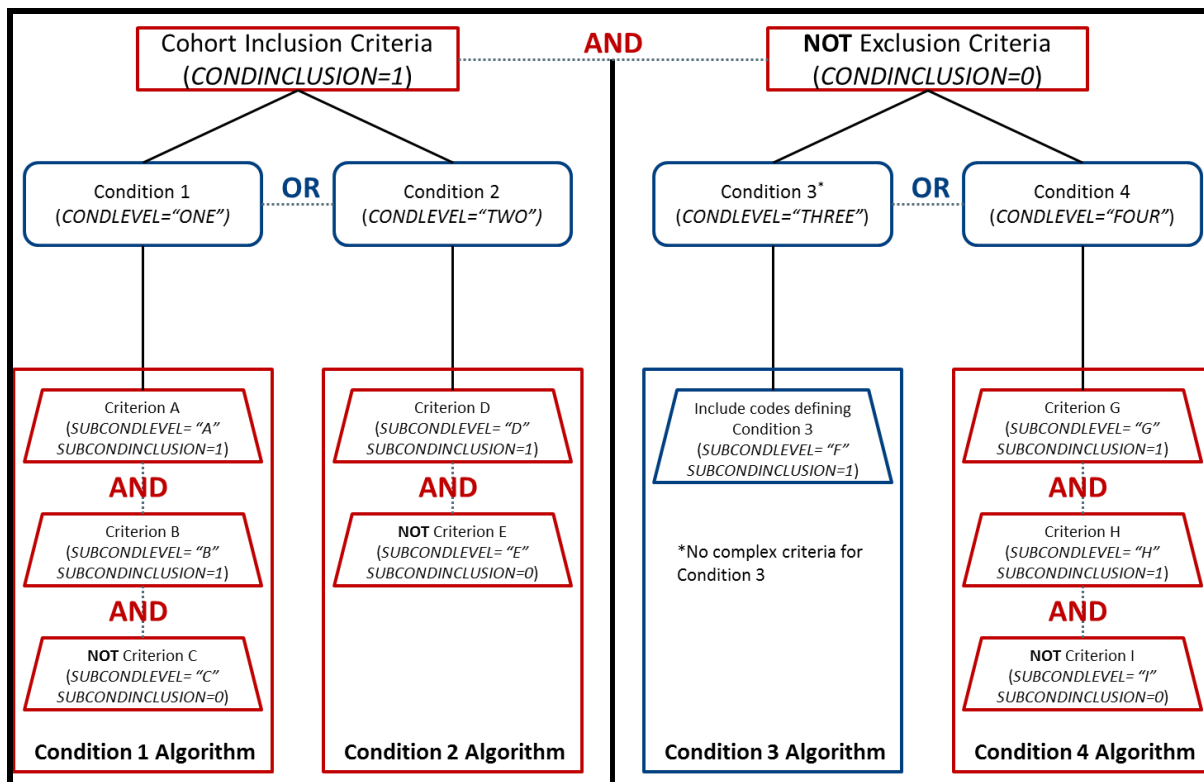 Cohort Inclusion Criteria
(CONDINCLUSION=1)
AND
NOT Exclusion Criteria
(CONDINCLUSION=0)
Condition 1
(CONDLEVEL=“ONE”)
OR
Condition 2
(CONDLEVEL=“TWO”)
Condition 3*
(CONDLEVEL=“THREE”)
OR
Condition 4
(CONDLEVEL=“FOUR”)
Criterion A
(SUBCONDLEVEL= “A”
SUBCONDINCLUSION=1)
AND
Criterion B
(SUBCONDLEVEL= “B”
SUBCONDINCLUSION=1)
AND
NOT Criterion C
(SUBCONDLEVEL= “C”
SUBCONDINCLUSION=0)
Condition 1 Algorithm
Criterion D
(SUBCONDLEVEL= “D”
SUBCONDINCLUSION=1)
AND
NOT Criterion E
(SUBCONDLEVEL= “E”
SUBCONDINCLUSION=0)
Condition 2 Algorithm
Include codes defining
Condition 3
(SUBCONDLEVEL= “F”
SUBCONDINCLUSION=1)
*No complex criteria for
Condition 3
Condition 3 Algorithm
Criterion G
(SUBCONDLEVEL= “G”
SUBCONDINCLUSION=1)
AND
Criterion H
(SUBCONDLEVEL= “H”
SUBCONDINCLUSION=1)
AND
NOT Criterion I
(SUBCONDLEVEL= “I”
SUBCONDINCLUSION=0)
Condition 4 Algorithm